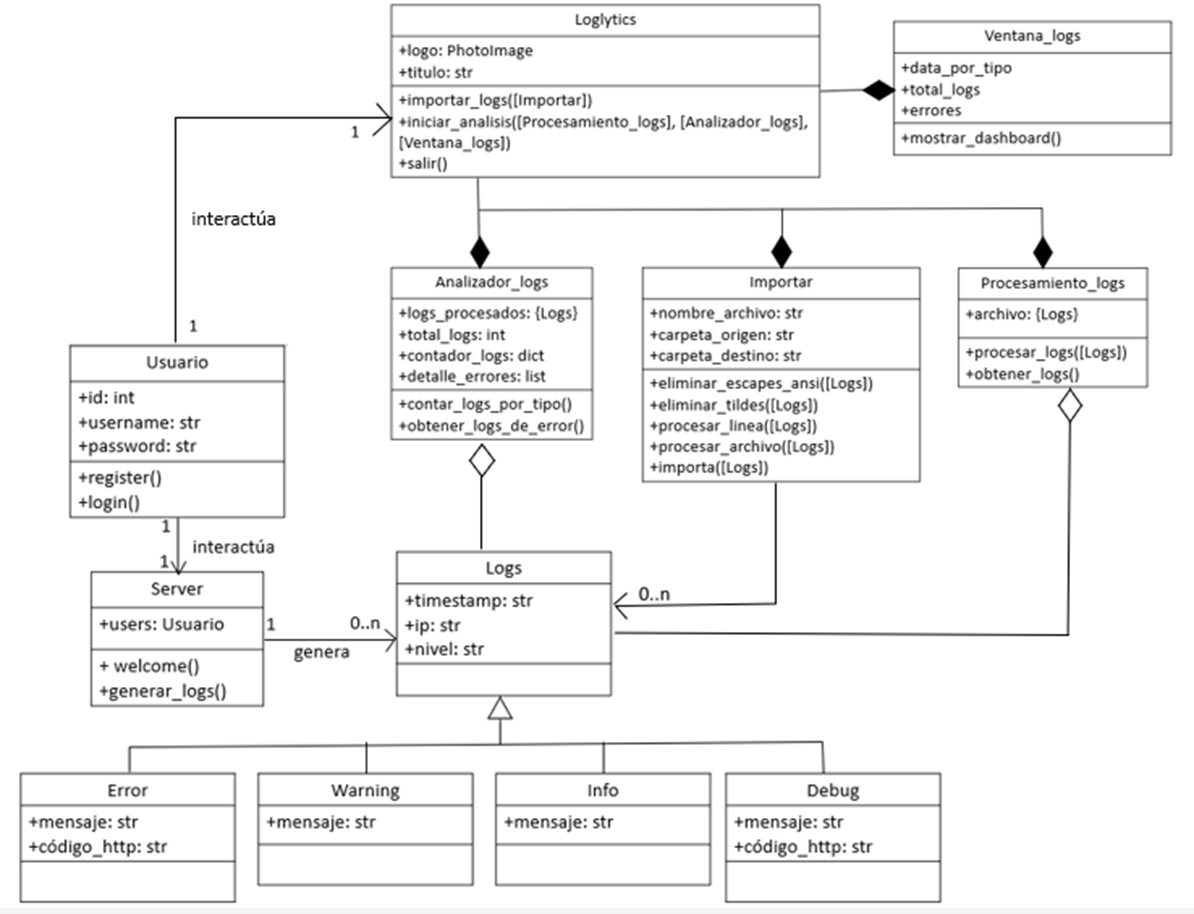 Loglytics
+logo: PhotoImage
+titulo: str
+importar_logs([Importar])
+iniciar_analisis([Procesamiento_logs], [Analizador_logs],
[Ventana_logs])
+salir()
Ventana_logs
+data_por_tipo
+total_logs
+errores
+mostrar_dashboard()
1
interactúa
1
Analizador_logs
+logs_procesados: {Logs}
+total_logs: int
+contador_logs: dict
+detalle_errores: list
+contar_logs_por_tipo()
+obtener_logs_de_error()
Importar
+nombre_archivo: str
+carpeta_origen: str
+carpeta_destino: str
+eliminar_escapes_ansi([Logs])
+eliminar_tildes([Logs])
+procesar_linea([Logs])
+procesar_archivo([Logs])
+importa([Logs])
Procesamiento_logs
+archivo: {Logs}
+procesar_logs([Logs])
+obtener_logs()
Usuario
+id: int
+username: str
+password: str
+register()
+login()
1
interactúa
1
Server
+users: Usuario
+ welcome()
+generar_logs()
1
0..n
genera
Logs
+timestamp: str
+ip: str
+nivel: str
0..n
Error
+mensaje: str
+código_http: str
Warning
+mensaje: str
Info
+mensaje: str
Debug
+mensaje: str
+código_http: str